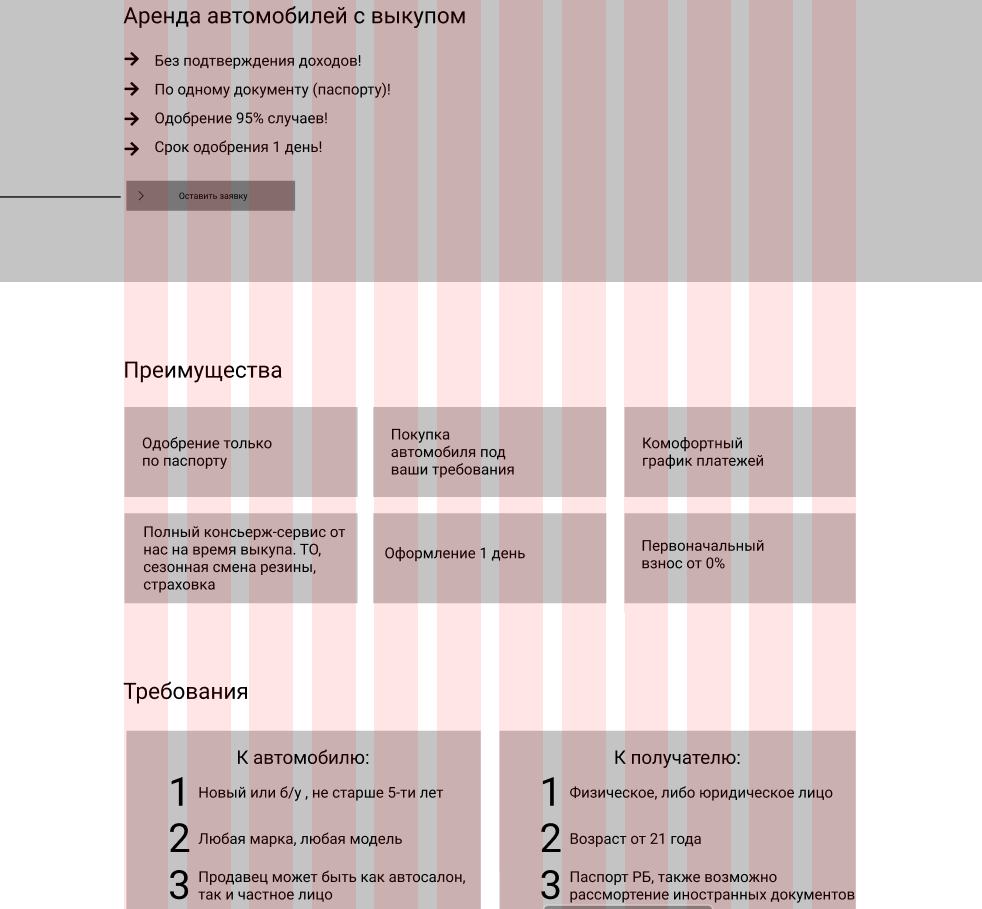 Аренда автомобилей с выкупом
Без подтверждения доходов!
По одному документу (паспорту)!
Одобрение 95% случаев!
Срок одобрения 1 день!
Оставить заявку
Преимущества
Одобрение только
по паспорту
Покупка
автомобиля под
ваши требования
Комофортный
график платежей
Полный консьерж-сервис от
нас на время выкупа. ТО,
сезонная смена резины,
страховка
Оформление 1 день
Первоначальный
взнос от 0%
Требования
К автомобилю:
1 Новый или б/у , не старше 5-ти лет
2 Любая марка, любая модель
3 Продавец может быть как автосалон,
так и частное лицо
К получателю:
1 Физическое, либо юридическое лицо
2 Возраст от 21 года
3 Паспорт РБ, также возможно
рассмортение иностранных документов